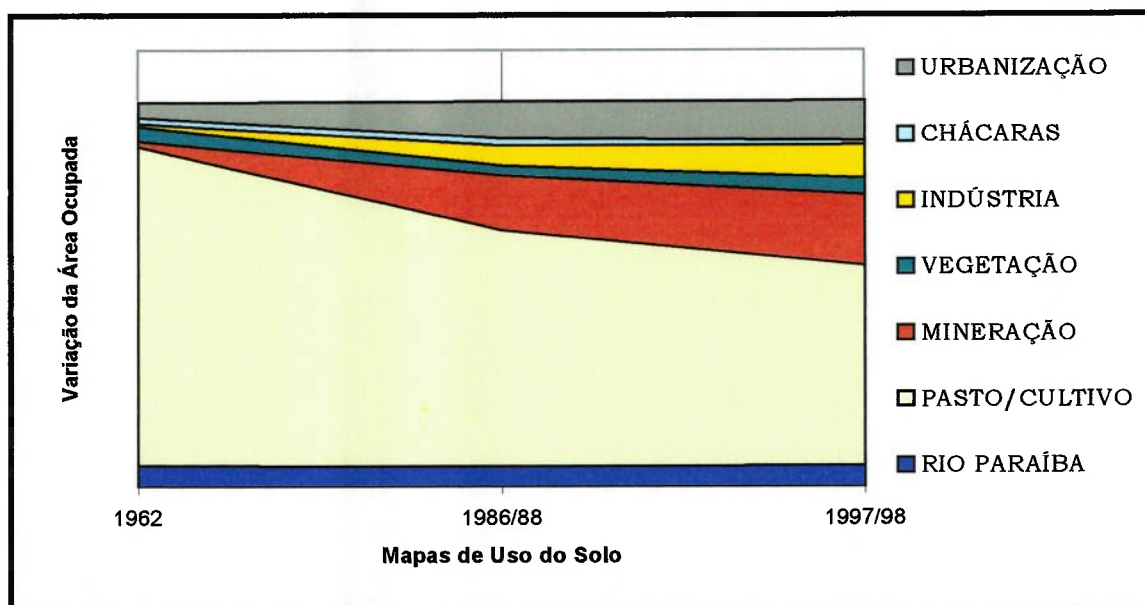 Variação da Área Ocupada
URBANIZAÇÃO
CHÁCARAS
INDÚSTRIA
VEGETAÇÃO
MINERAÇÃO
PASTO/CULTIVO
RIO PARAÍBA
1962
1986/88
1997/98
Mapas de Uso do Solo